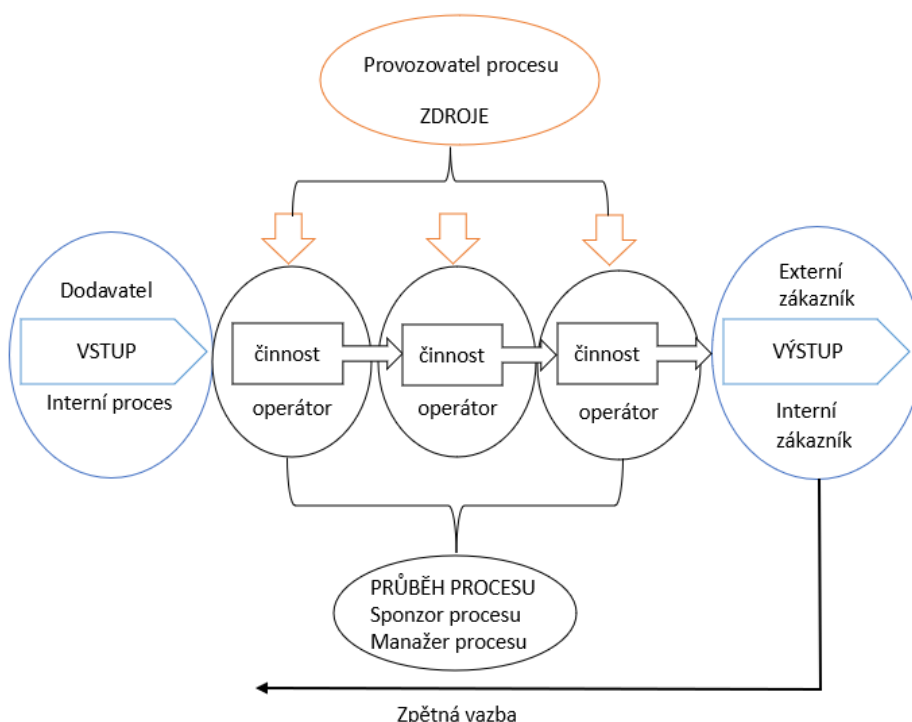 Provozovatel procesu
ZDROJE
Dodavatel
VSTUP
Interní proces
činnost
operátor
činnost
operátor
činnost
operátor
Externí
zákazník
VÝSTUP
Interní
zákazník
PRŮBĚH PROCESU
Sponzor procesu
Manažer procesu
Zpětná vazba